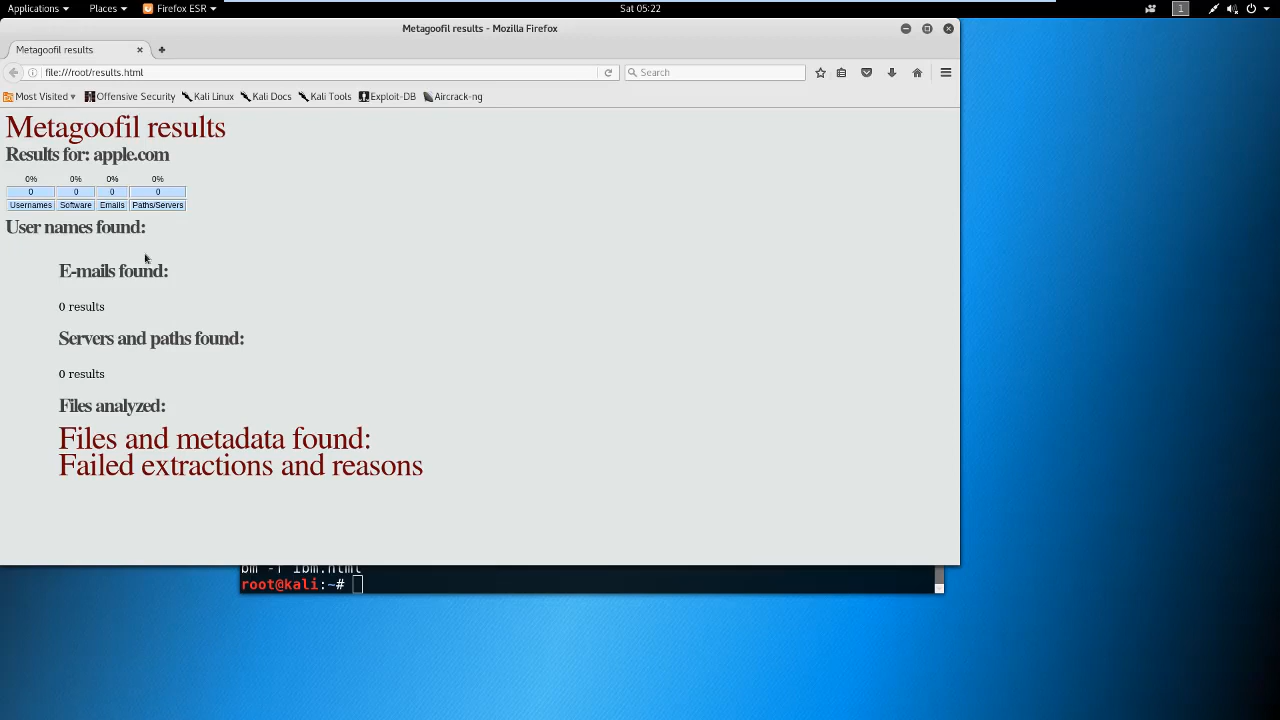 Applications Places Firefox ESR Sat 05:22 1
Metagoofil results - Mozilla Firefox
Metagoofil results
file:///root/results.html Search
Most Visited Offensive Security Kali Linux Kali Docs Kali Tools Exploit-DB Aircrack-ng
Metagoofil results
Results for: apple.com
0% 0% 0% 0%
0 0 0 0
Usernames Software Emails Paths/Servers
User names found:
E-mails found:
0 results
Servers and paths found:
0 results
Files analyzed:
Files and metadata found:
Failed extractions and reasons
bm -f ibm.html
root@kali:~#